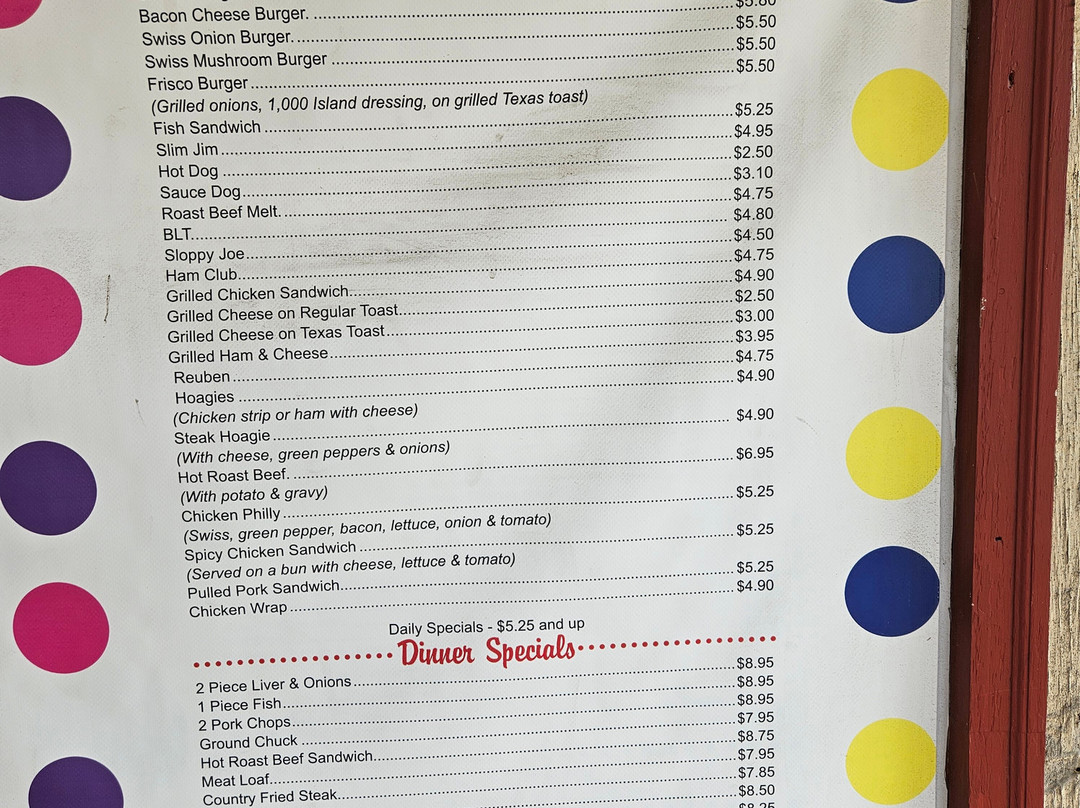 Bacon Cheese Burger. $5.80
Swiss Onion Burger. $5.50
Swiss Mushroom Burger $5.50
Frisco Burger $5.50
(Grilled onions, 1,000 Island dressing, on grilled Texas toast)
Fish Sandwich $5.25
Slim Jim $4.95
Hot Dog $2.50
Sauce Dog $3.10
Roast Beef Melt. $4.75
BLT $4.80
Sloppy Joe $4.50
Ham Club $4.75
Grilled Chicken Sandwich $4.90
Grilled Cheese on Regular Toast $2.50
Grilled Cheese on Texas Toast $3.00
Grilled Ham & Cheese $3.95
Reuben $4.75
Hoagies $4.90
(Chicken strip or ham with cheese)
Steak Hoagie $4.90
(With cheese, green peppers & onions)
Hot Roast Beef. $6.95
(With potato & gravy)
Chicken Philly $5.25
(Swiss, green pepper, bacon, lettuce, onion & tomato)
Spicy Chicken Sandwich $5.25
(Served on a bun with cheese, lettuce & tomato)
Pulled Pork Sandwich $5.25
Chicken Wrap $4.90
Daily Specials - $5.25 and up
Dinner Specials
2 Piece Liver & Onions $8.95
1 Piece Fish $8.95
2 Pork Chops $8.95
Ground Chuck $7.95
Hot Roast Beef Sandwich $8.75
Meat Loaf $7.95
Country Fried Steak $7.85
$8.50